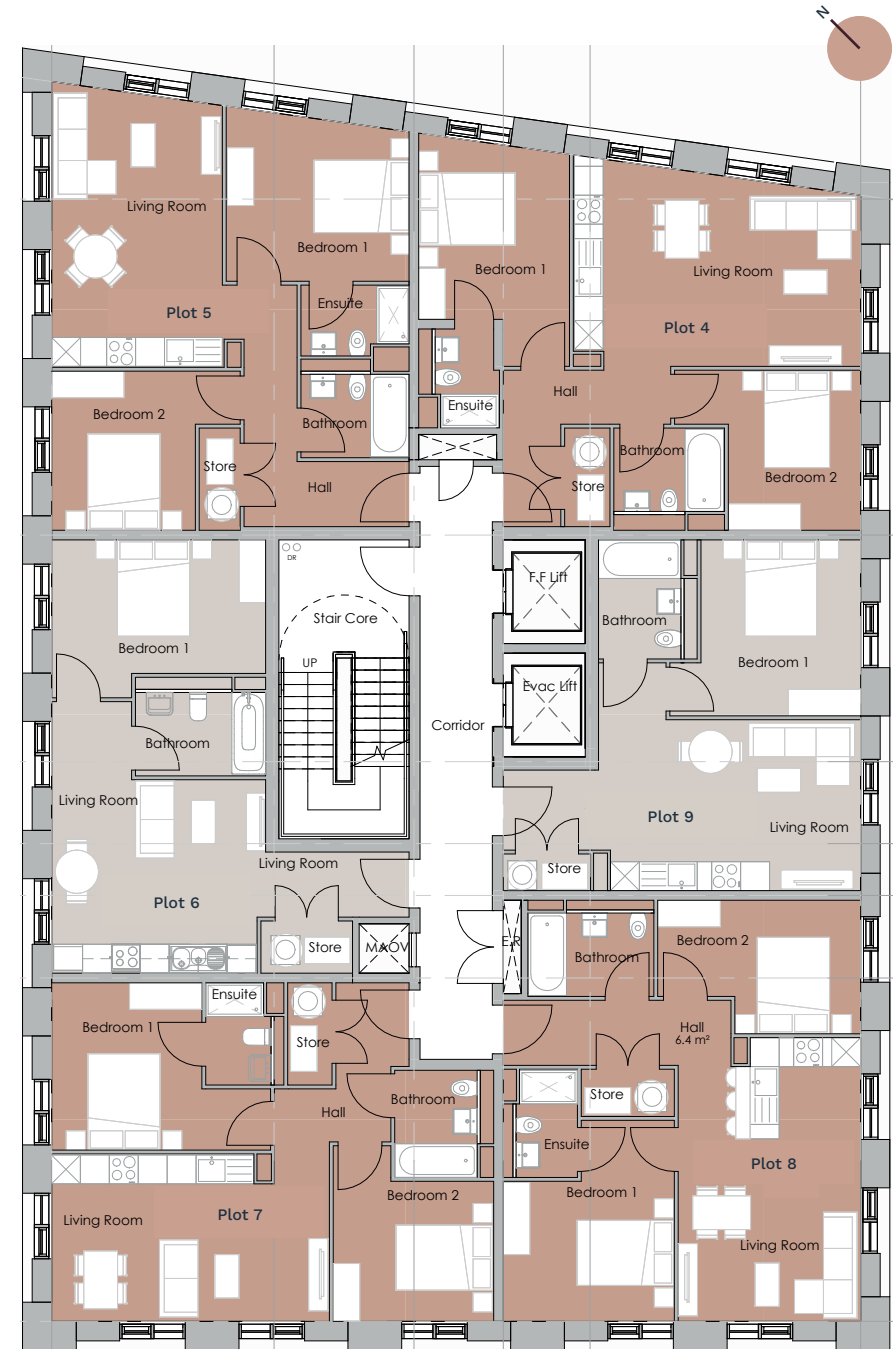 N
Living Room
Bedroom 1
Bedroom 1
Living Room
Plot 5
Ensuite
Plot 4
Hall
Ensuite
Bedroom 2
Bathroom
Bathroom
Store
Hall
Store
Bedroom 2
DR
F.F Lift
Stair Core
Bathroom
Bedroom 1
UP
Bedroom 1
Evac Lift
Corridor
Bathroom
Living Room
Plot 9
Living Room
Living Room
Store
Plot 6
Store
MAOV
E.R
Bathroom
Bedroom 2
Ensuite
Bedroom 1
Store
Hall
6.4 m²
Store
Bathroom
Hall
Ensuite
Plot 8
Bedroom 2
Bedroom 1
Living Room
Plot 7
Living Room